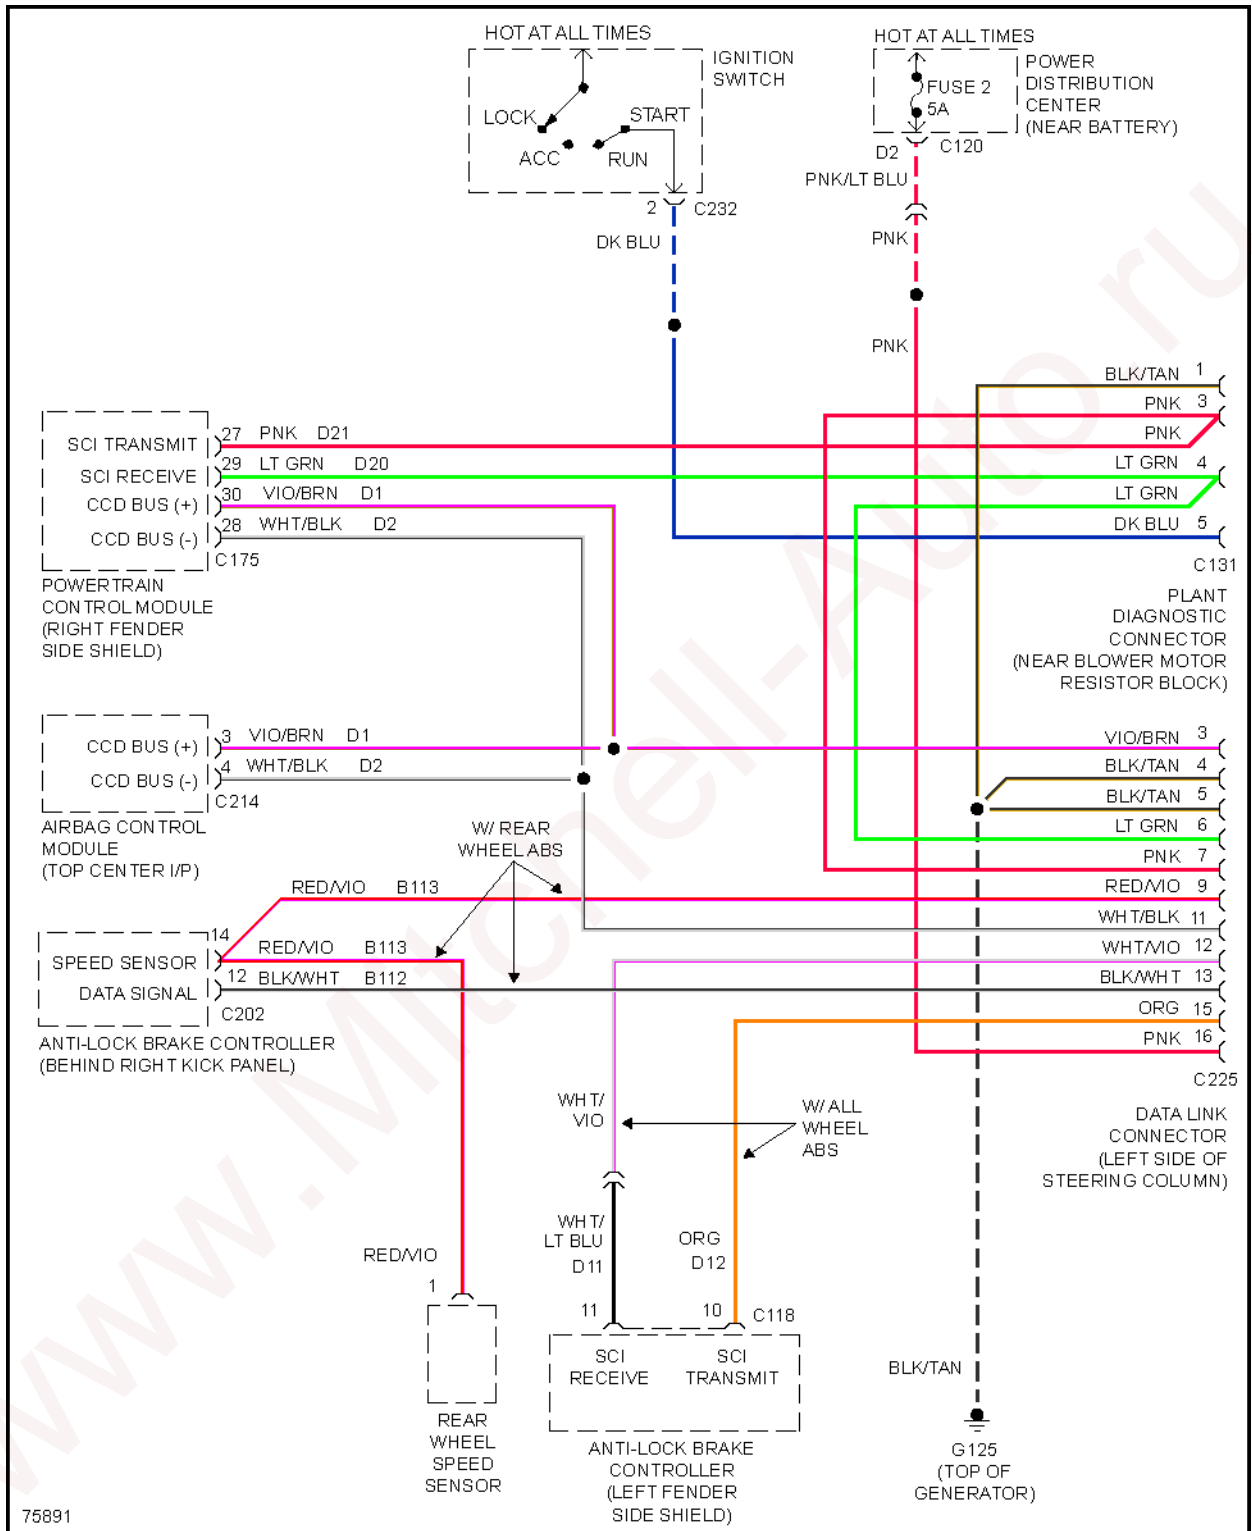 HOT AT ALL TIMES
IGNITION
SWITCH
LOCK
START
ACC
RUN
2
C232
DK BLU
HOT AT ALL TIMES
POWER
DISTRIBUTION
CENTER
(NEAR BATTERY)
FUSE 2
5A
D2
C120
PNK/LT BLU
PNK
PNK
SCI TRANSMIT
27 PNK D21
SCI RECEIVE
29 LT GRN D20
CCD BUS (+)
30 VIO/BRN D1
CCD BUS (-)
28 WHT/BLK D2
C175
POWERTRAIN
CONTROL MODULE
(RIGHT FENDER
SIDE SHIELD)
BLK/TAN 1
PNK 3
PNK
LT GRN 4
LT GRN
DK BLU 5
C131
PLANT
DIAGNOSTIC
CONNECTOR
(NEAR BLOWER MOTOR
RESISTOR BLOCK)
CCD BUS (+)
3 VIO/BRN D1
CCD BUS (-)
4 WHT/BLK D2
C214
AIRBAG CONTROL
MODULE
(TOP CENTER I/P)
W/ REAR
WHEEL ABS
RED/VIO B113
14
SPEED SENSOR
RED/VIO B113
DATA SIGNAL
12 BLK/WHT B112
C202
ANTI-LOCK BRAKE CONTROLLER
(BEHIND RIGHT KICK PANEL)
VIO/BRN 3
BLK/TAN 4
BLK/TAN 5
LT GRN 6
PNK 7
RED/VIO 9
WHT/BLK 11
WHT/VIO 12
BLK/WHT 13
ORG 15
PNK 16
C225
DATA LINK
CONNECTOR
(LEFT SIDE OF
STEERING COLUMN)
WHT/
VIO
W/ ALL
WHEEL
ABS
WHT/
LT BLU
D11
ORG
D12
RED/VIO
1
REAR
WHEEL
SPEED
SENSOR
11
10
C118
SCI
RECEIVE
SCI
TRANSMIT
ANTI-LOCK BRAKE
CONTROLLER
(LEFT FENDER
SIDE SHIELD)
BLK/TAN
G125
(TOP OF
GENERATOR)
75891
www.Mitchell-Auto.ru